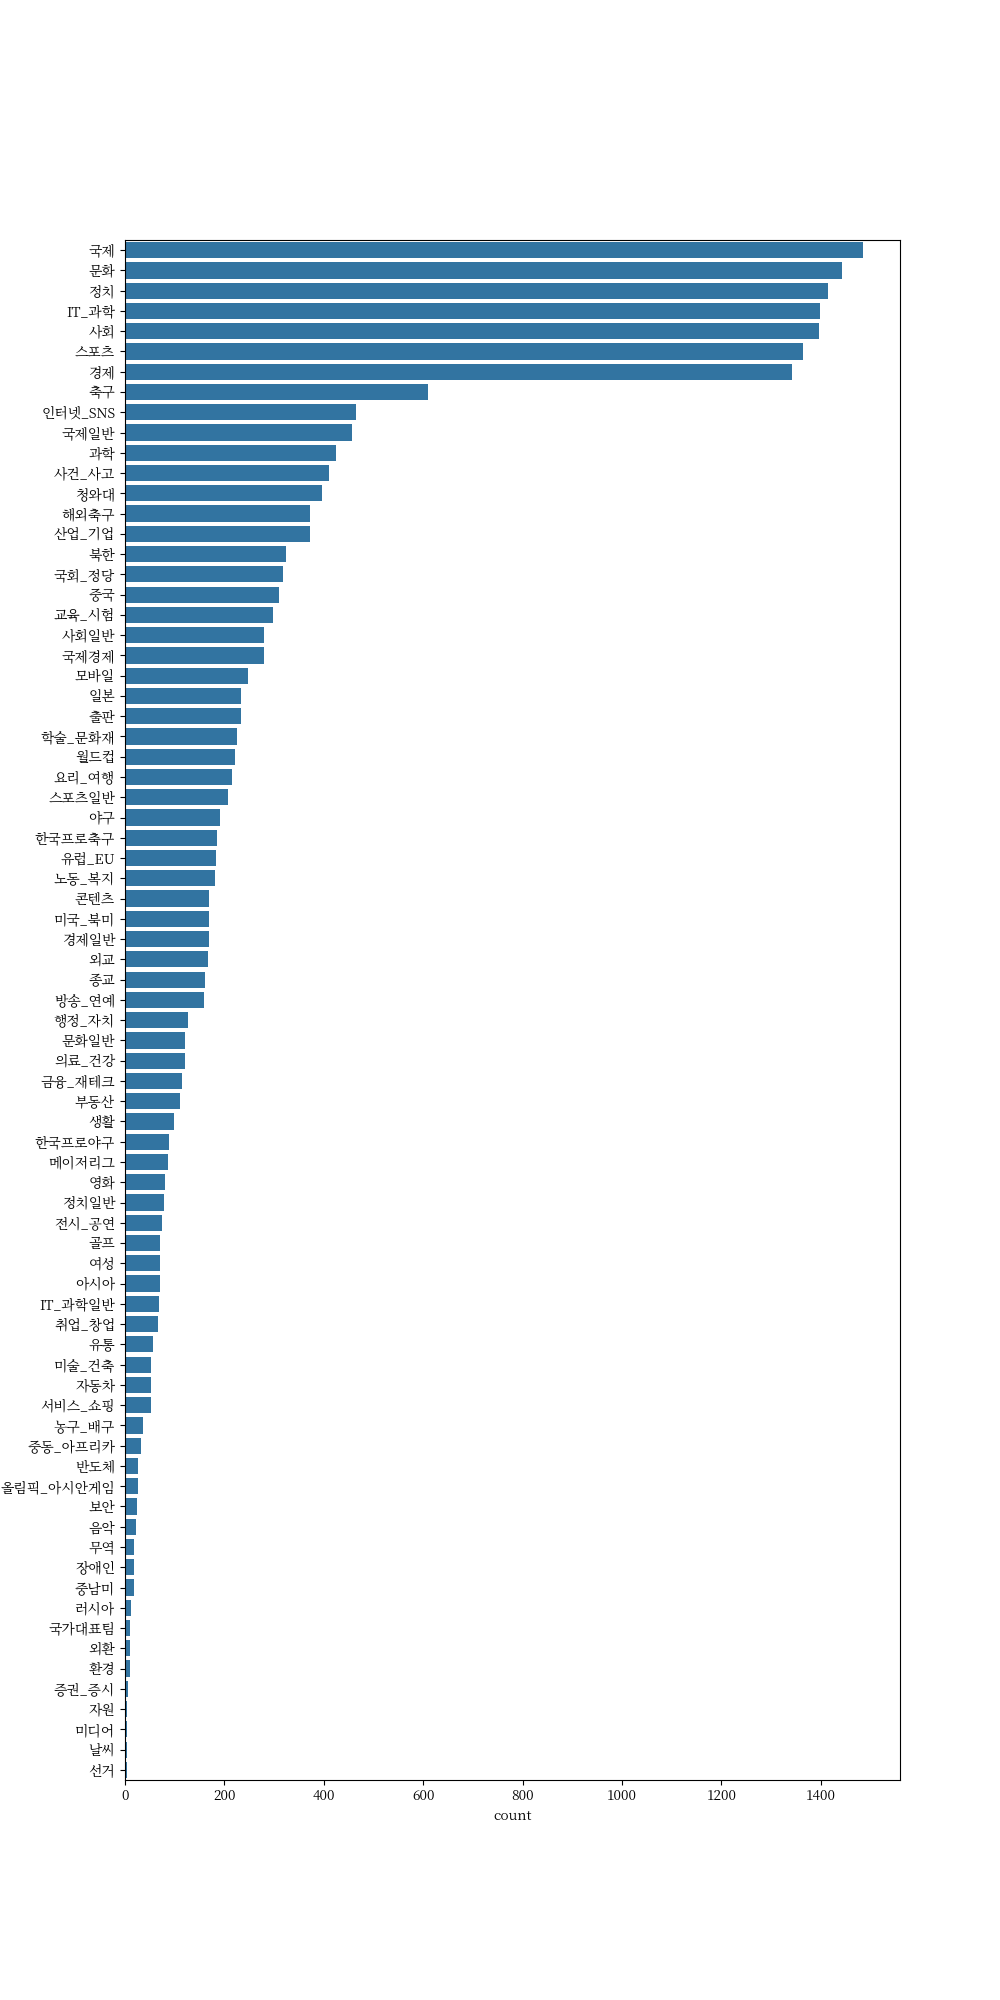 국제
문화
정치
IT_과학
사회
스포츠
경제
축구
인터넷_SNS
국제일반
과학
사건_사고
청와대
해외축구
산업_기업
북한
국회_정당
중국
교육_시험
사회일반
국제경제
모바일
일본
출판
학술_문화재
월드컵
요리_여행
스포츠일반
야구
한국프로축구
유럽_EU
노동_복지
콘텐츠
미국_북미
경제일반
외교
종교
방송_연예
행정_자치
문화일반
의료_건강
금융_재테크
부동산
생활
한국프로야구
메이저리그
영화
정치일반
전시_공연
골프
여성
아시아
IT_과학일반
취업_창업
유통
미술_건축
자동차
서비스_쇼핑
농구_배구
중동_아프리카
반도체
올림픽_아시안게임
보안
음악
무역
장애인
중남미
러시아
국가대표팀
외환
환경
증권_증시
자원
미디어
날씨
선거
0 200 400 600 800 1000 1200 1400
count